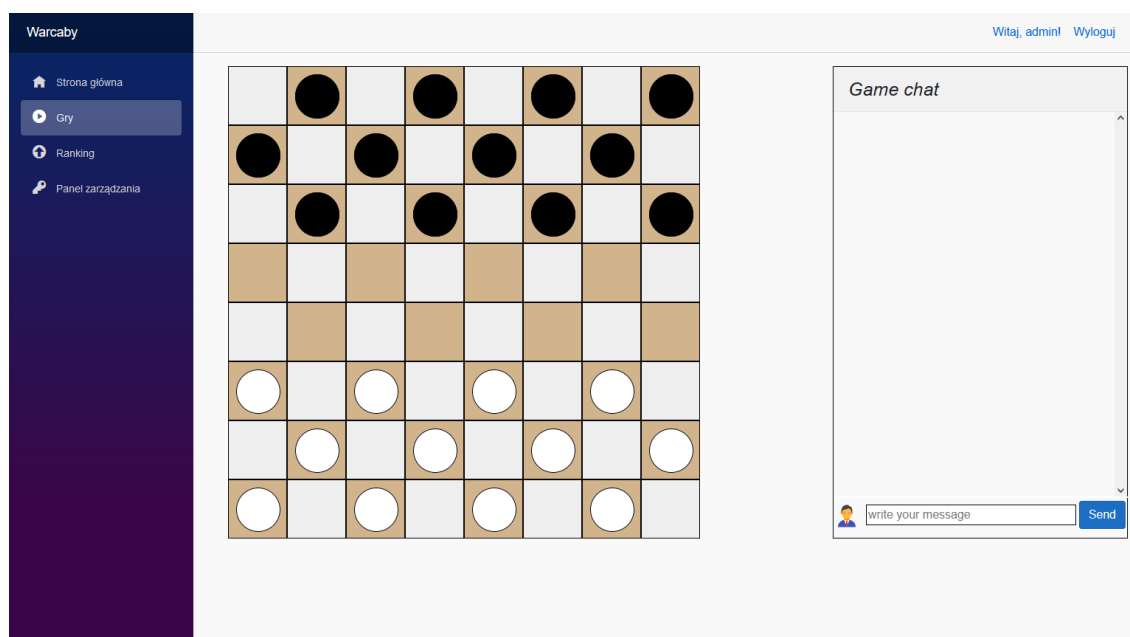 Warcaby
Witaj, admin! Wyloguj
Strona główna
Gry
Ranking
Panel zarządzania
Game chat
write your message
Send